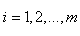 i = 1,2,...,m